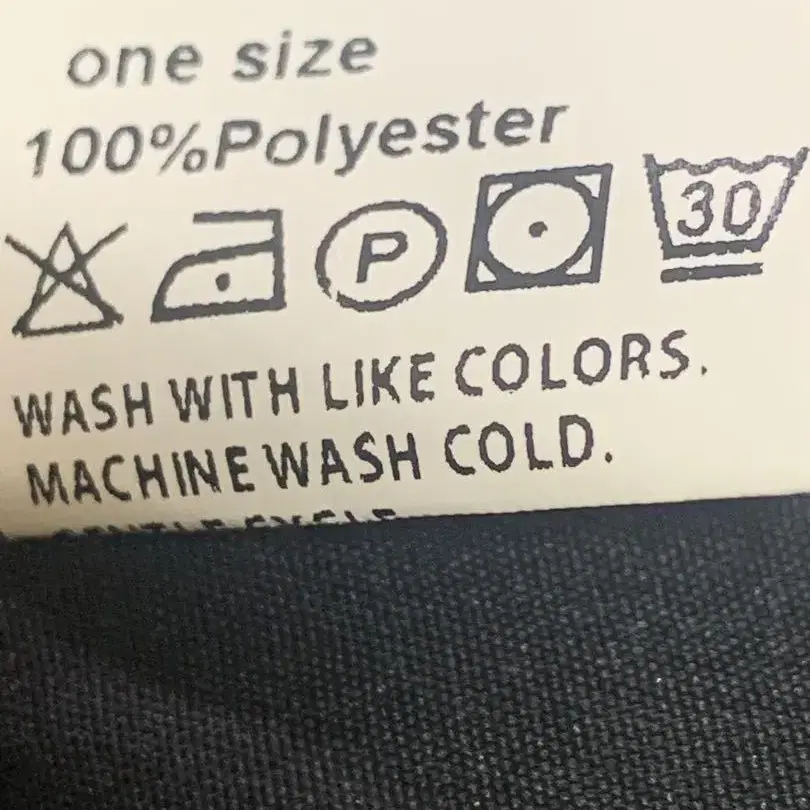 one size
100%Polyester
P 30
WASH WITH LIKE COLORS.
MACHINE WASH COLD.